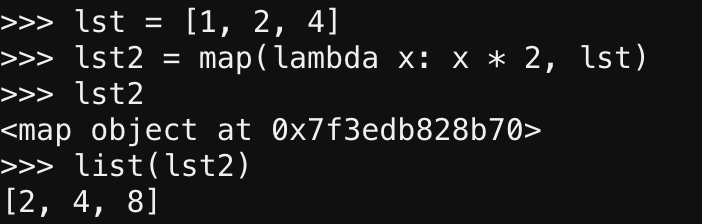 >>> lst = [1, 2, 4]
>>> lst2 = map(lambda x: x * 2, lst)
>>> lst2
<map object at 0x7f3edb828b70>
>>> list(lst2)
[2, 4, 8]